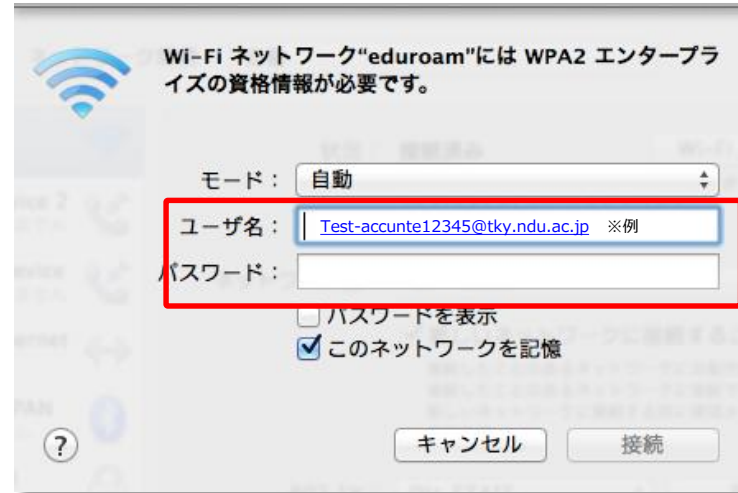 Wi-Fi ネットワーク“eduroam”には WPA2 エンタープラ
イズの資格情報が必要です。
モード： 自動
ユーザ名： Test-accunte12345@tky.ndu.ac.jp ※例
パスワード：
パスワードを表示
このネットワークを記憶
? キャンセル 接続